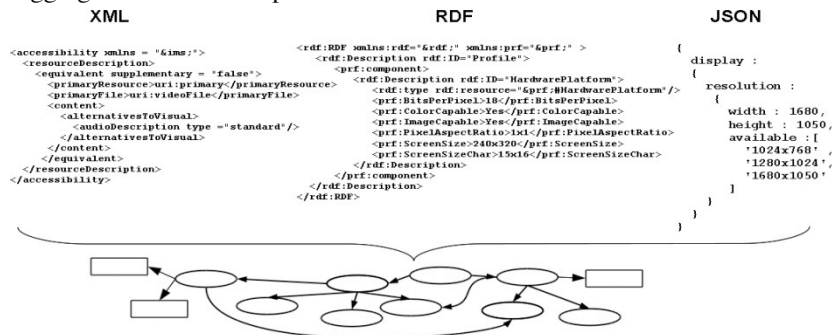 XML
<accessibility xmlns = "&ims;">
<resourceDescription>
<equivalent supplementary = "false">
<primaryResource>uri:primary</primaryResource>
<primaryFile>uri:videoFile</primaryFile>
<content>
<alternativesToVisual>
<audioDescription type ="standard"/>
</alternativesToVisual>
</content>
</equivalent>
</resourceDescription>
</accessibility>
RDF
<rdf:RDF xmlns:rdf="&rdf;" xmlns:prf="&prf;" >
<rdf:Description rdf:ID="Profile">
<prf:component>
<rdf:Description rdf:ID="HardwarePlatform">
<rdf:type rdf:resource="&prf;#HardwarePlatform"/>
<prf:BitsPerPixel>18</prf:BitsPerPixel>
<prf:ColorCapable>Yes</prf:ColorCapable>
<prf:ImageCapable>Yes</prf:ImageCapable>
<prf:PixelAspectRatio>1x1</prf:PixelAspectRatio>
<prf:ScreenSize>240x320</prf:ScreenSize>
<prf:ScreenSizeChar>15x16</prf:ScreenSizeChar>
</rdf:Description>
</prf:component>
</rdf:Description>
</rdf:RDF>
JSON
{
display :
{
resolution :
{
width : 1680,
height : 1050,
available :[
'1024x768' ,
'1280x1024',
'1680x1050'
]
}
}
}